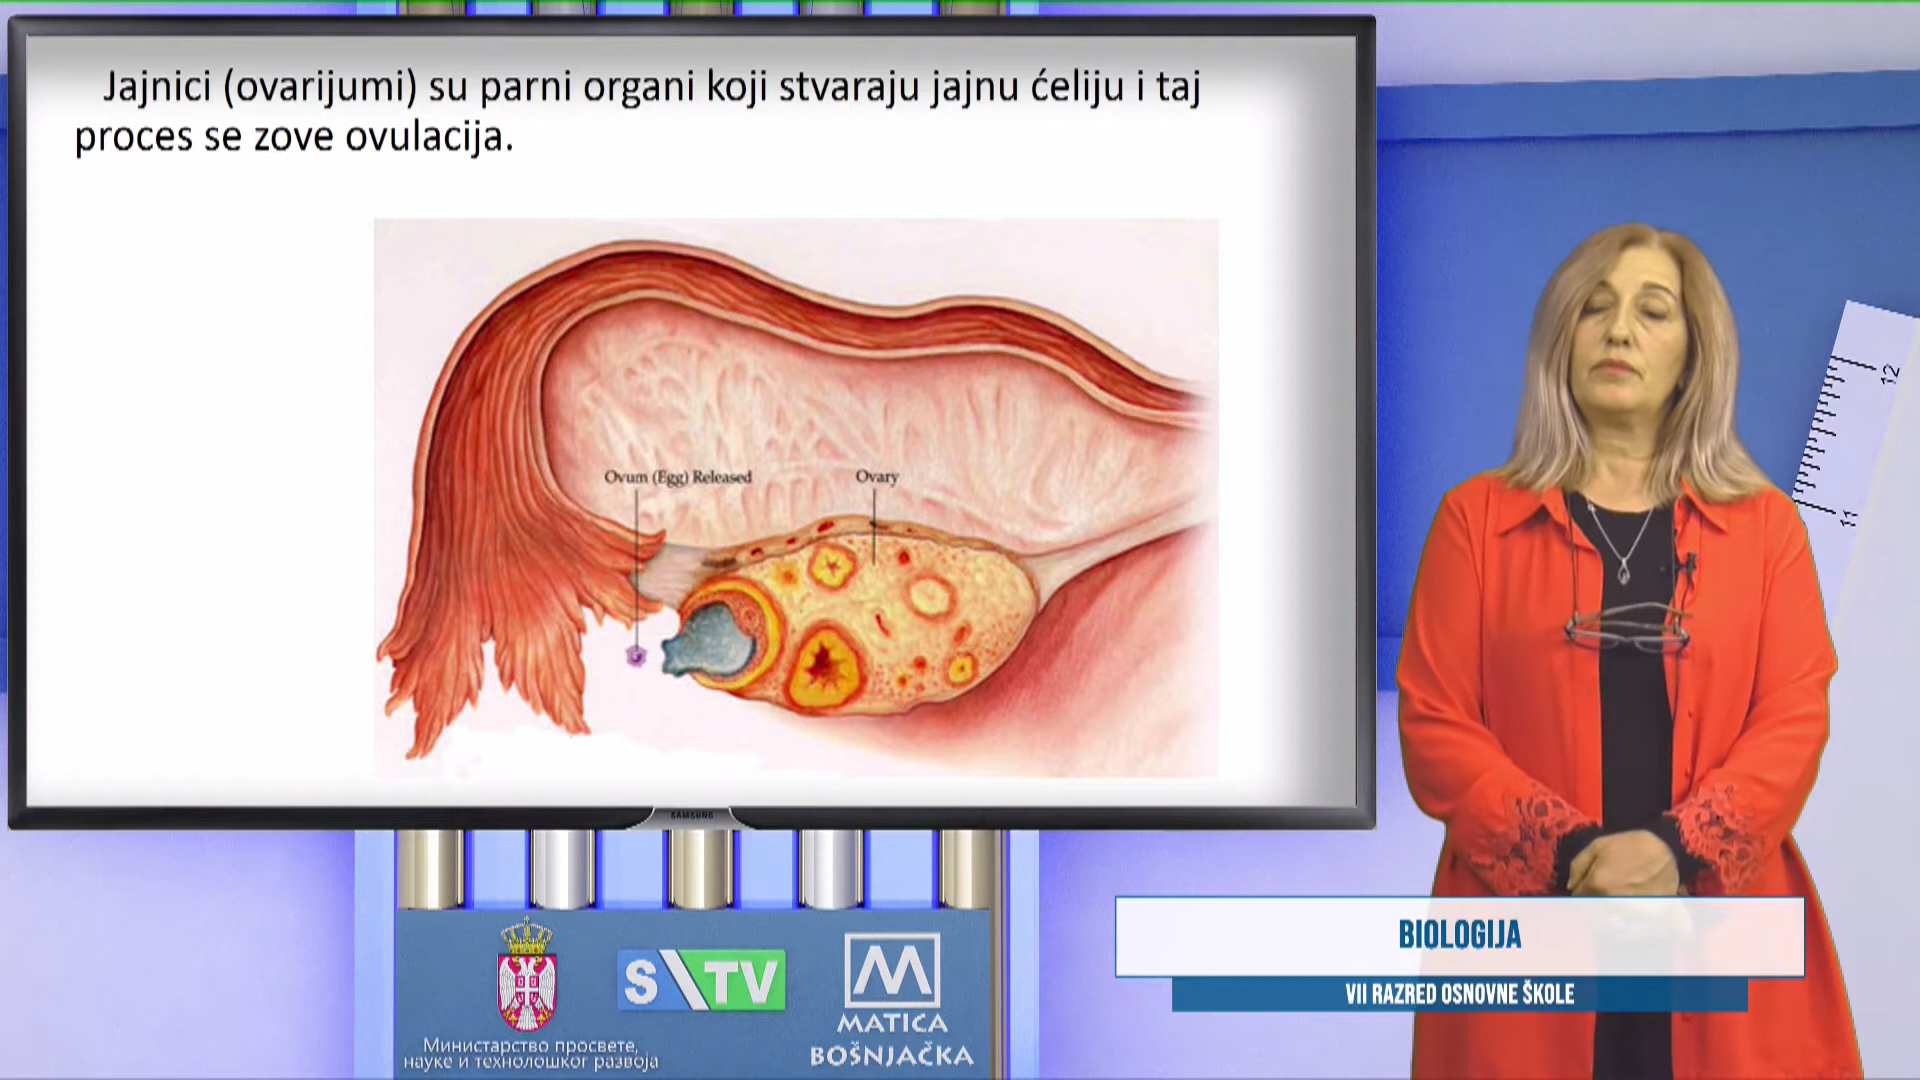 Jajnici (ovarijumi) su parni organi koji stvaraju jajnu ćeliju i taj
proces se zove ovulacija.
Ovum (Egg) Released
Ovary
SAMSUNG
12
11
BIOLOGIJA
VII RAZRED OSNOVNE ŠKOLE
S TV
M
MATICA
BOŠNJAČKA
Министарство просвете,
науке и технолошког развоја